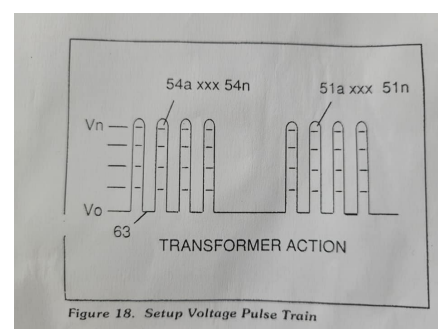 54a xxx 54n
51a xxx 51n
Vn
Vo
63
TRANSFORMER ACTION
Figure 18. Setup Voltage Pulse Train